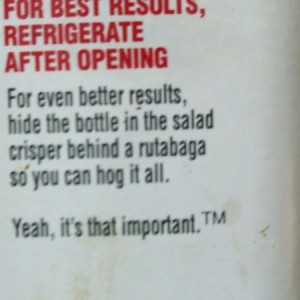 FOR BEST RESULTS,
REFRIGERATE
AFTER OPENING
For even better results,
hide the bottle in the salad
crisper behind a rutabaga
so you can hog it all.
Yeah, it's that important.™